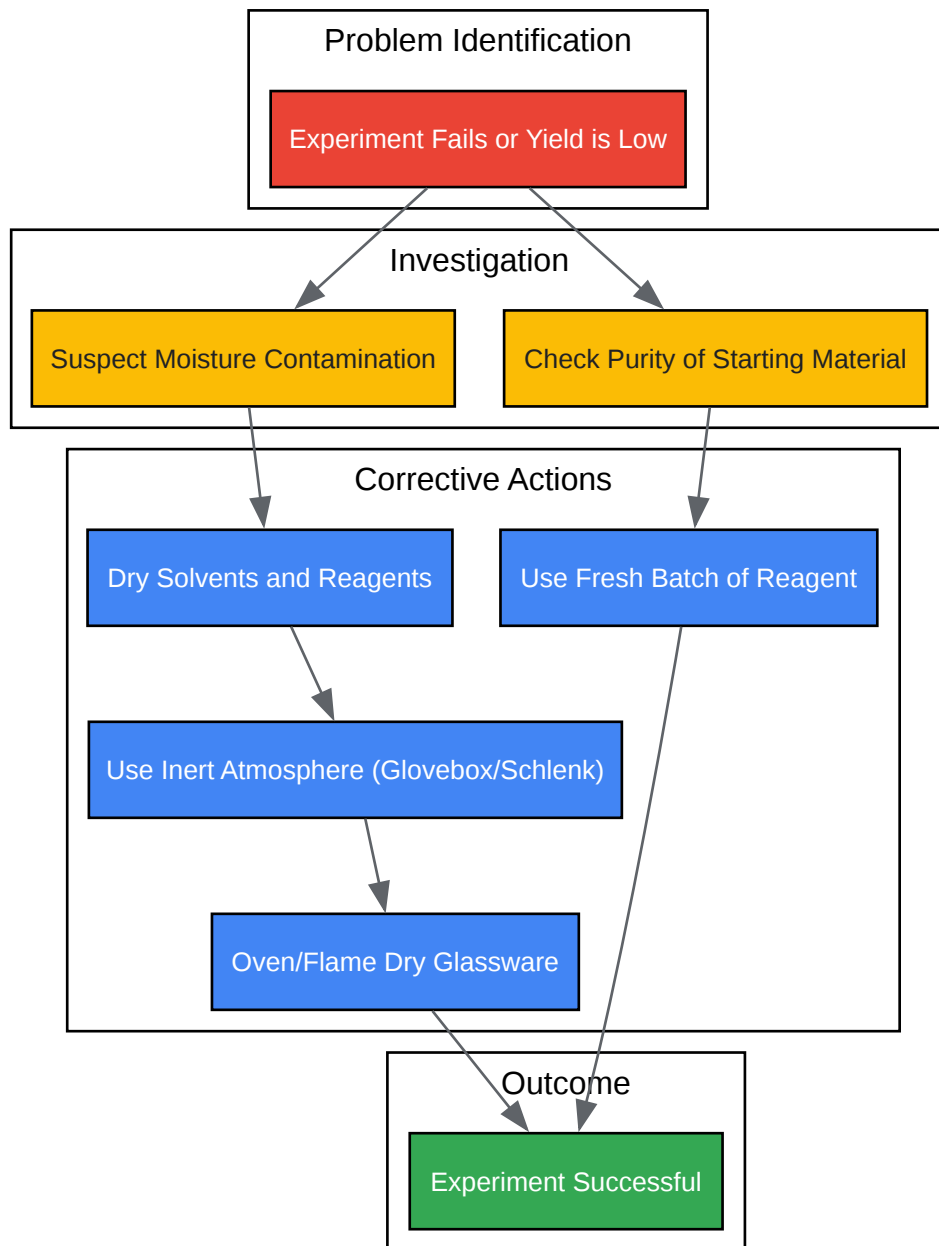 Problem Identification
Experiment Fails or Yield is Low
Investigation
Suspect Moisture Contamination
Check Purity of Starting Material
Corrective Actions
Dry Solvents and Reagents
Use Fresh Batch of Reagent
Use Inert Atmosphere (Glovebox/Schlenk)
Oven/Flame Dry Glassware
Outcome
Experiment Successful